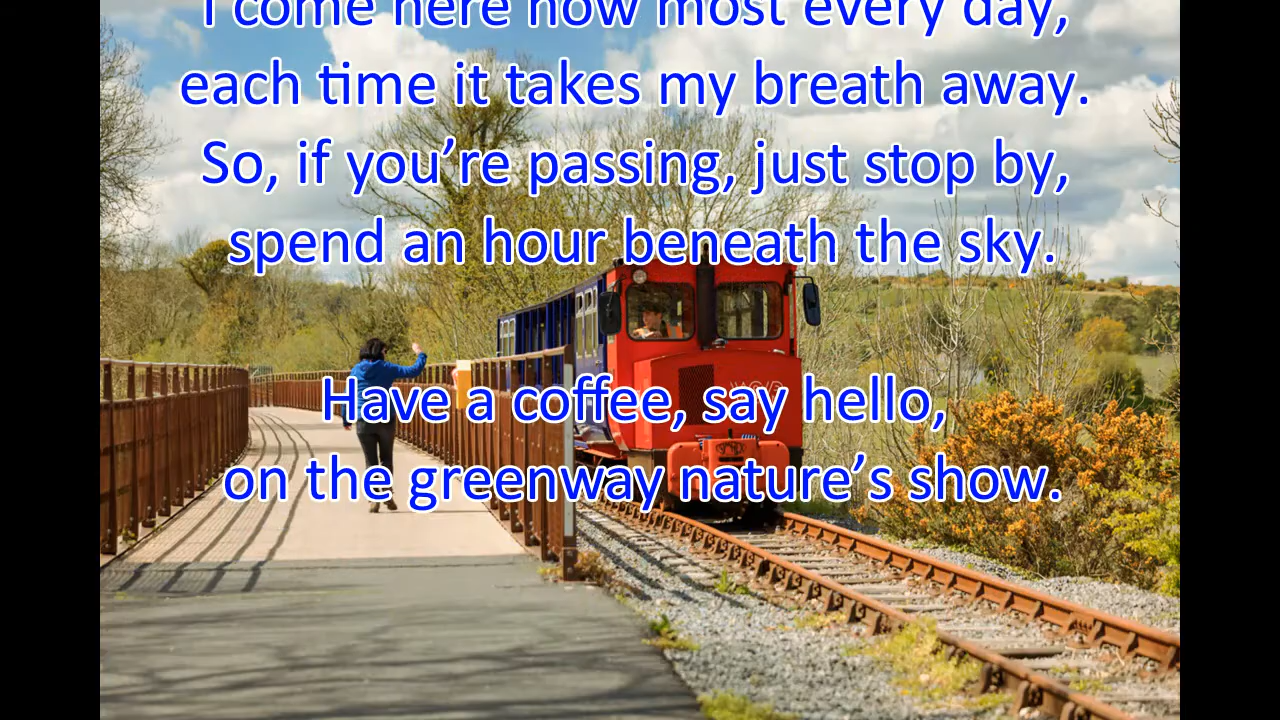 I come here now most every day,
each time it takes my breath away.
So, if you’re passing, just stop by,
spend an hour beneath the sky.
Have a coffee, say hello,
on the greenway nature’s show.